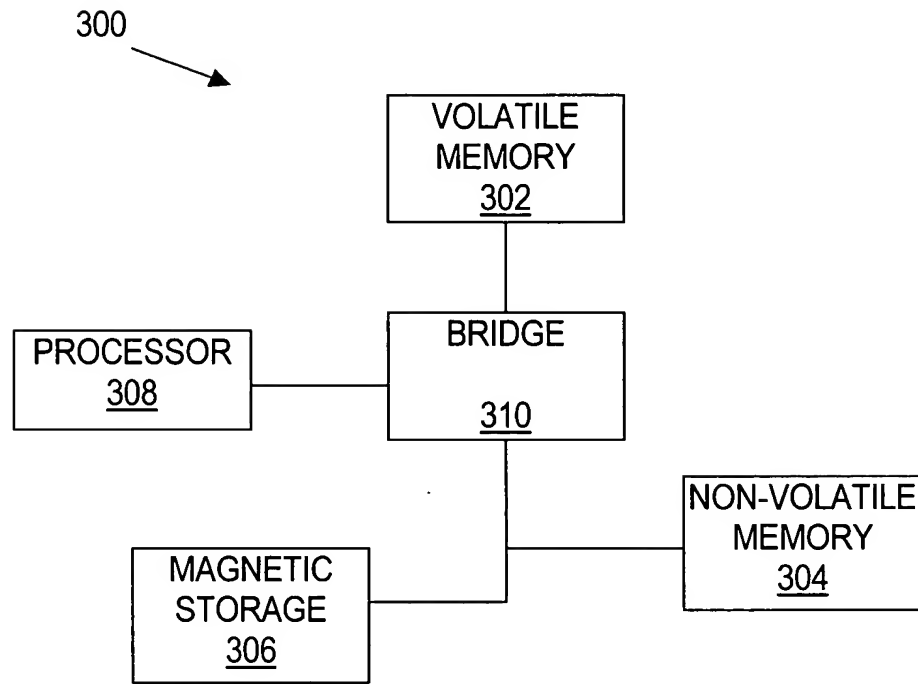 300
VOLATILE
MEMORY
302
BRIDGE
310
PROCESSOR
308
NON-VOLATILE
MEMORY
304
MAGNETIC
STORAGE
306